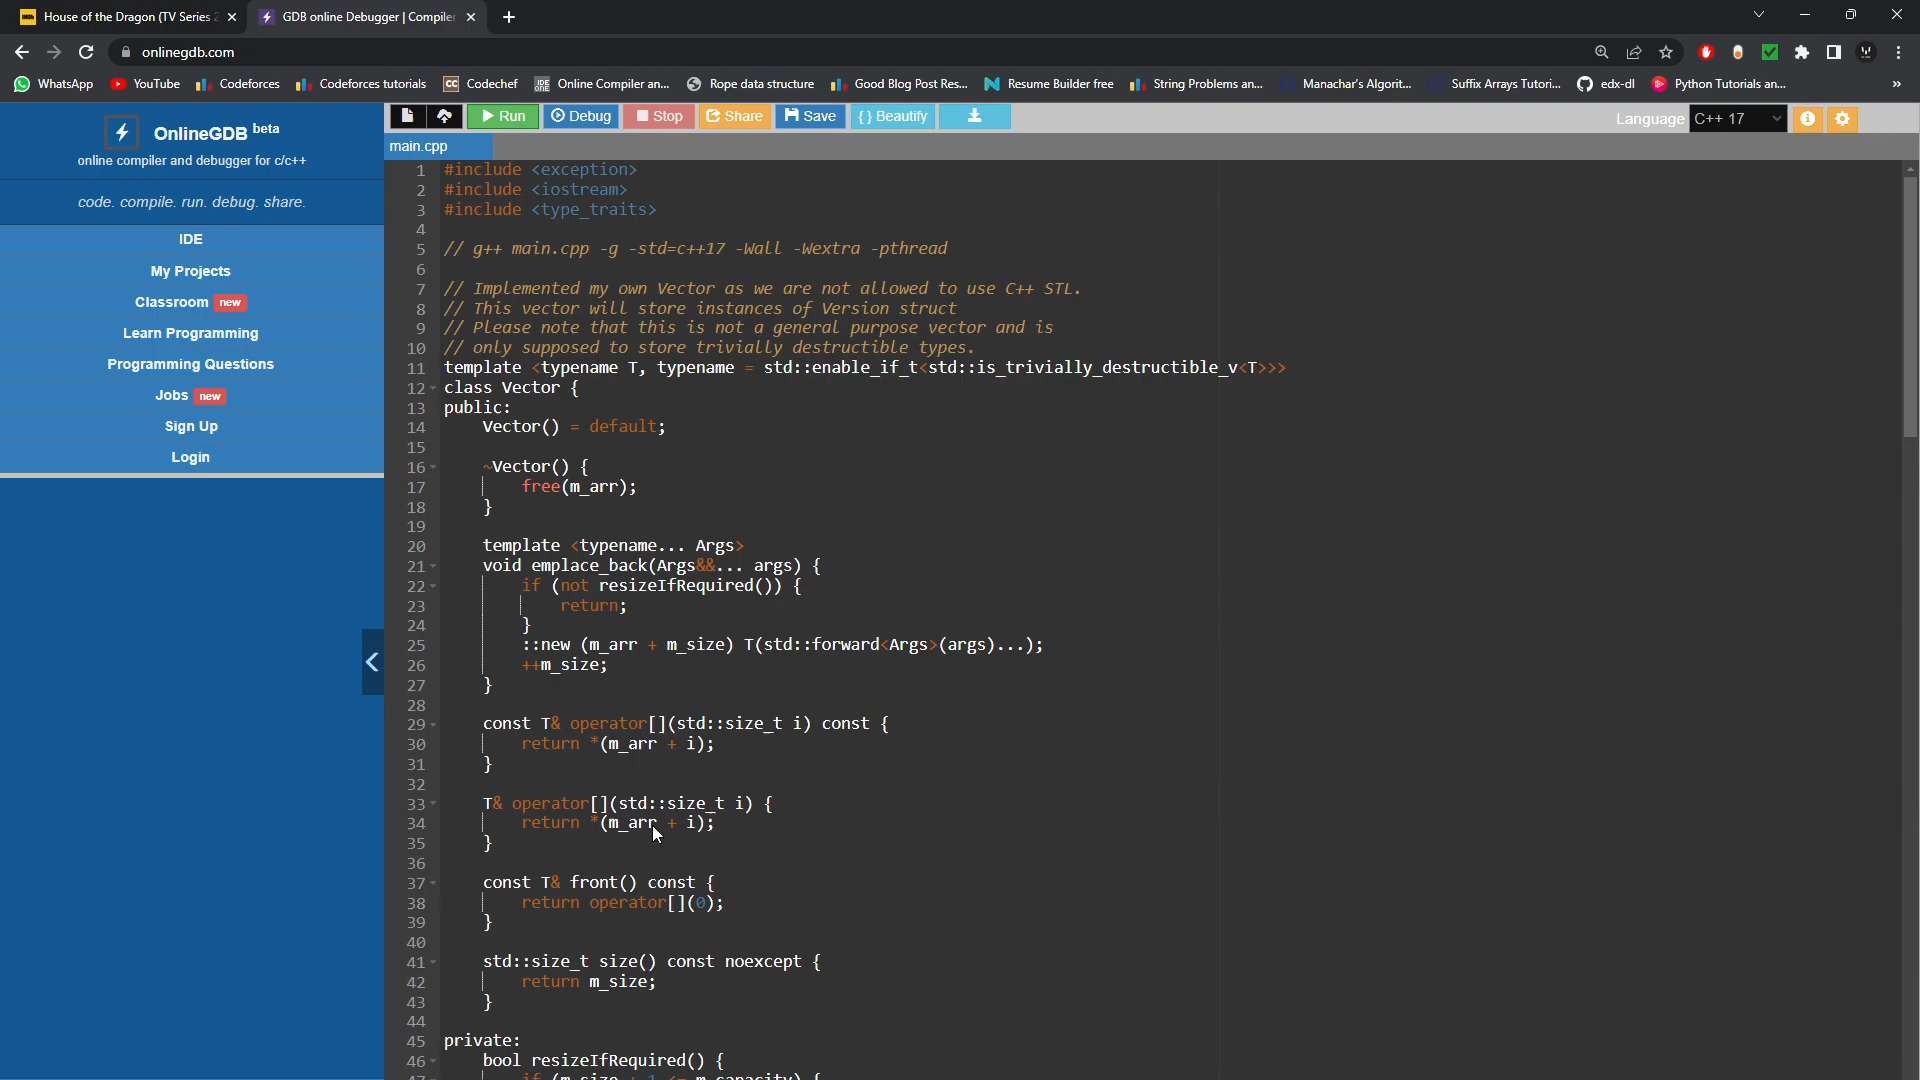 House of the Dragon (TV Series 2
GDB online Debugger | Compiler
onlinegdb.com
WhatsApp YouTube Codeforces Codeforces tutorials Codechef Online Compiler an... Rope data structure Good Blog Post Res... Resume Builder free String Problems an... Manachar's Algorit... Suffix Arrays Tutori... edx-dl Python Tutorials an... »
OnlineGDB beta
online compiler and debugger for c/c++
code. compile. run. debug. share.
IDE
My Projects
Classroom new
Learn Programming
Programming Questions
Jobs new
Sign Up
Login
Run Debug Stop Share Save {} Beautify
Language C++ 17
main.cpp
1 #include <exception>
2 #include <iostream>
3 #include <type_traits>
4
5 // g++ main.cpp -g -std=c++17 -Wall -Wextra -pthread
6
7 // Implemented my own Vector as we are not allowed to use C++ STL.
8 // This vector will store instances of Version struct
9 // Please note that this is not a general purpose vector and is
10 // only supposed to store trivially destructible types.
11 template <typename T, typename = std::enable_if_t<std::is_trivially_destructible_v<T>>>
12 class Vector {
13 public:
14 Vector() = default;
15
16 ~Vector() {
17 free(m_arr);
18 }
19
20 template <typename... Args>
21 void emplace_back(Args&&... args) {
22 if (not resizeIfRequired()) {
23 return;
24 }
25 ::new (m_arr + m_size) T(std::forward<Args>(args)...);
26 ++m_size;
27 }
28
29 const T& operator[](std::size_t i) const {
30 return *(m_arr + i);
31 }
32
33 T& operator[](std::size_t i) {
34 return *(m_arr + i);
35 }
36
37 const T& front() const {
38 return operator[](0);
39 }
40
41 std::size_t size() const noexcept {
42 return m_size;
43 }
44
45 private:
46 bool resizeIfRequired() {
47 if (m_size + 1 <= m_capacity) {